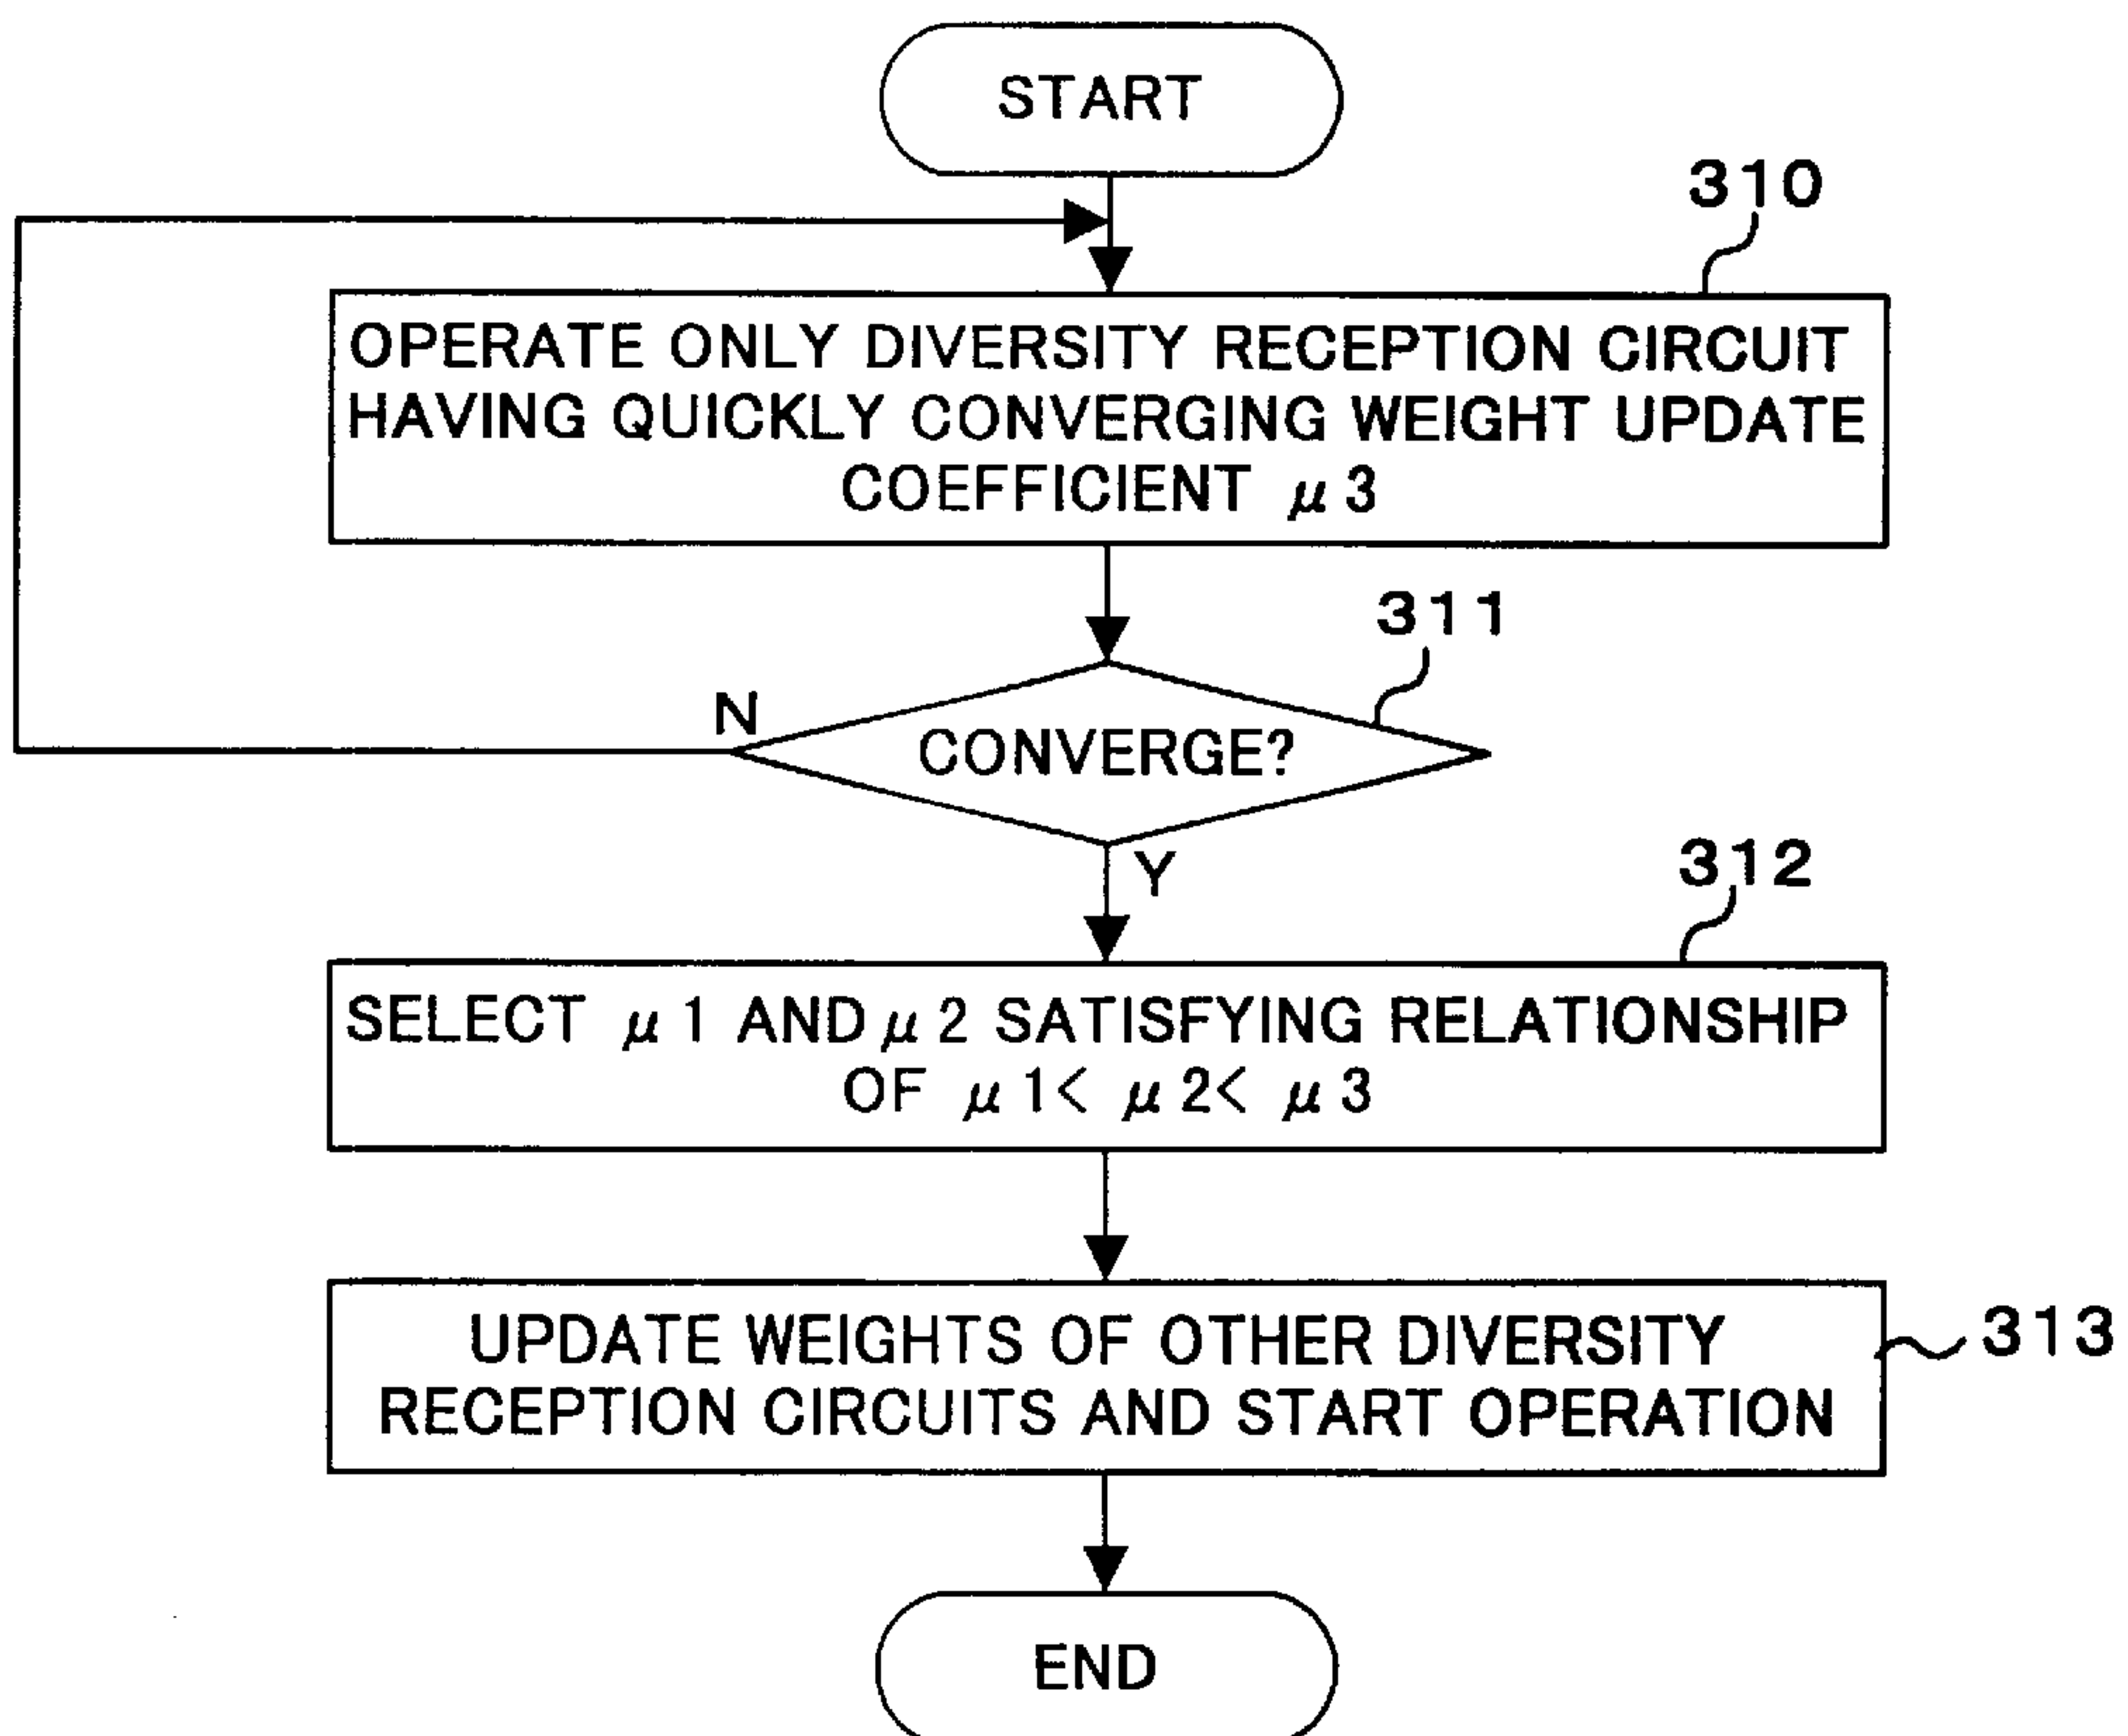 START
310
OPERATE ONLY DIVERSITY RECEPTION CIRCUIT
HAVING QUICKLY CONVERGING WEIGHT UPDATE
COEFFICIENT μ3
311
N
CONVERGE?
Y
312
SELECT μ1 AND μ2 SATISFYING RELATIONSHIP
OF μ1< μ2< μ3
UPDATE WEIGHTS OF OTHER DIVERSITY
RECEPTION CIRCUITS AND START OPERATION
313
END